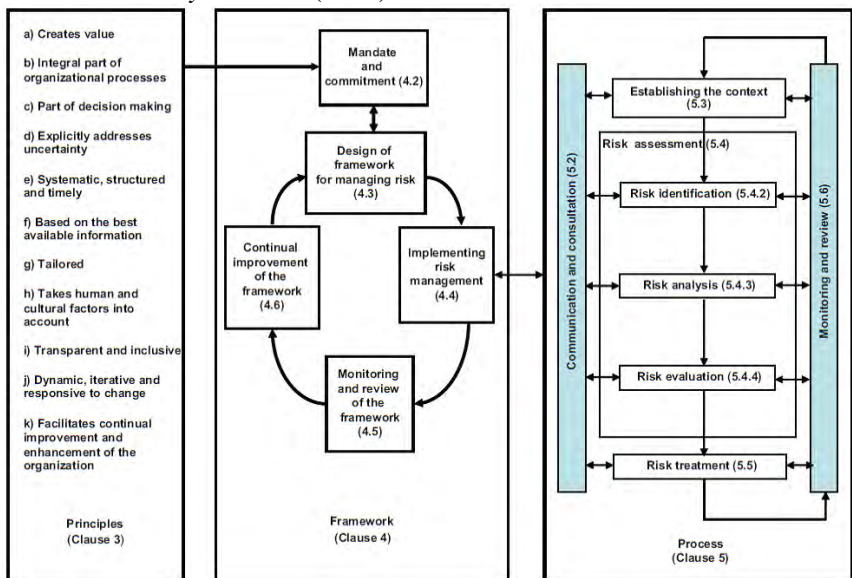 a) Creates value
b) Integral part of
organizational processes
c) Part of decision making
d) Explicitly addresses
uncertainty
e) Systematic, structured
and timely
f) Based on the best
available information
g) Tailored
h) Takes human and
cultural factors into
account
i) Transparent and inclusive
j) Dynamic, iterative and
responsive to change
k) Facilitates continual
improvement and
enhancement of the
organization
Principles
(Clause 3)
Mandate
and
commitment (4.2)
Design of
framework
for managing risk
(4.3)
Continual
improvement
of the
framework
(4.6)
Implementing
risk
management
(4.4)
Monitoring
and review
of the
framework
(4.5)
Framework
(Clause 4)
Communication and consultation (5.2)
Establishing the context
(5.3)
Risk assessment (5.4)
Risk identification (5.4.2)
Risk analysis (5.4.3)
Risk evaluation (5.4.4)
Risk treatment (5.5)
Monitoring and review (5.6)
Process
(Clause 5)